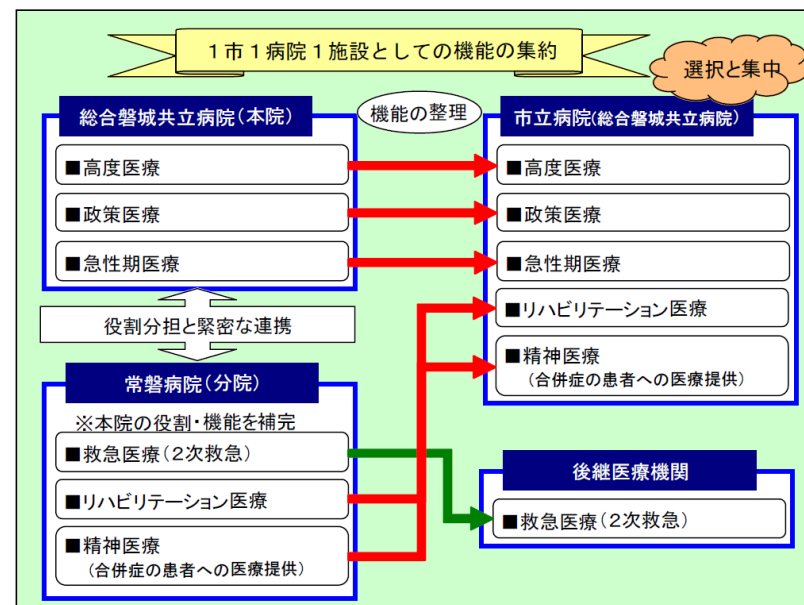 1市1病院1施設としての機能の集約
選択と集中
総合磐城共立病院(本院)
機能の整理
市立病院(総合磐城共立病院)
■高度医療
■政策医療
■急性期医療
■高度医療
■政策医療
■急性期医療
■リハビリテーション医療
■精神医療
(合併症の患者への医療提供)
役割分担と緊密な連携
常磐病院(分院)
※本院の役割・機能を補完
■救急医療(2次救急)
■リハビリテーション医療
■精神医療
(合併症の患者への医療提供)
後継医療機関
■救急医療(2次救急)